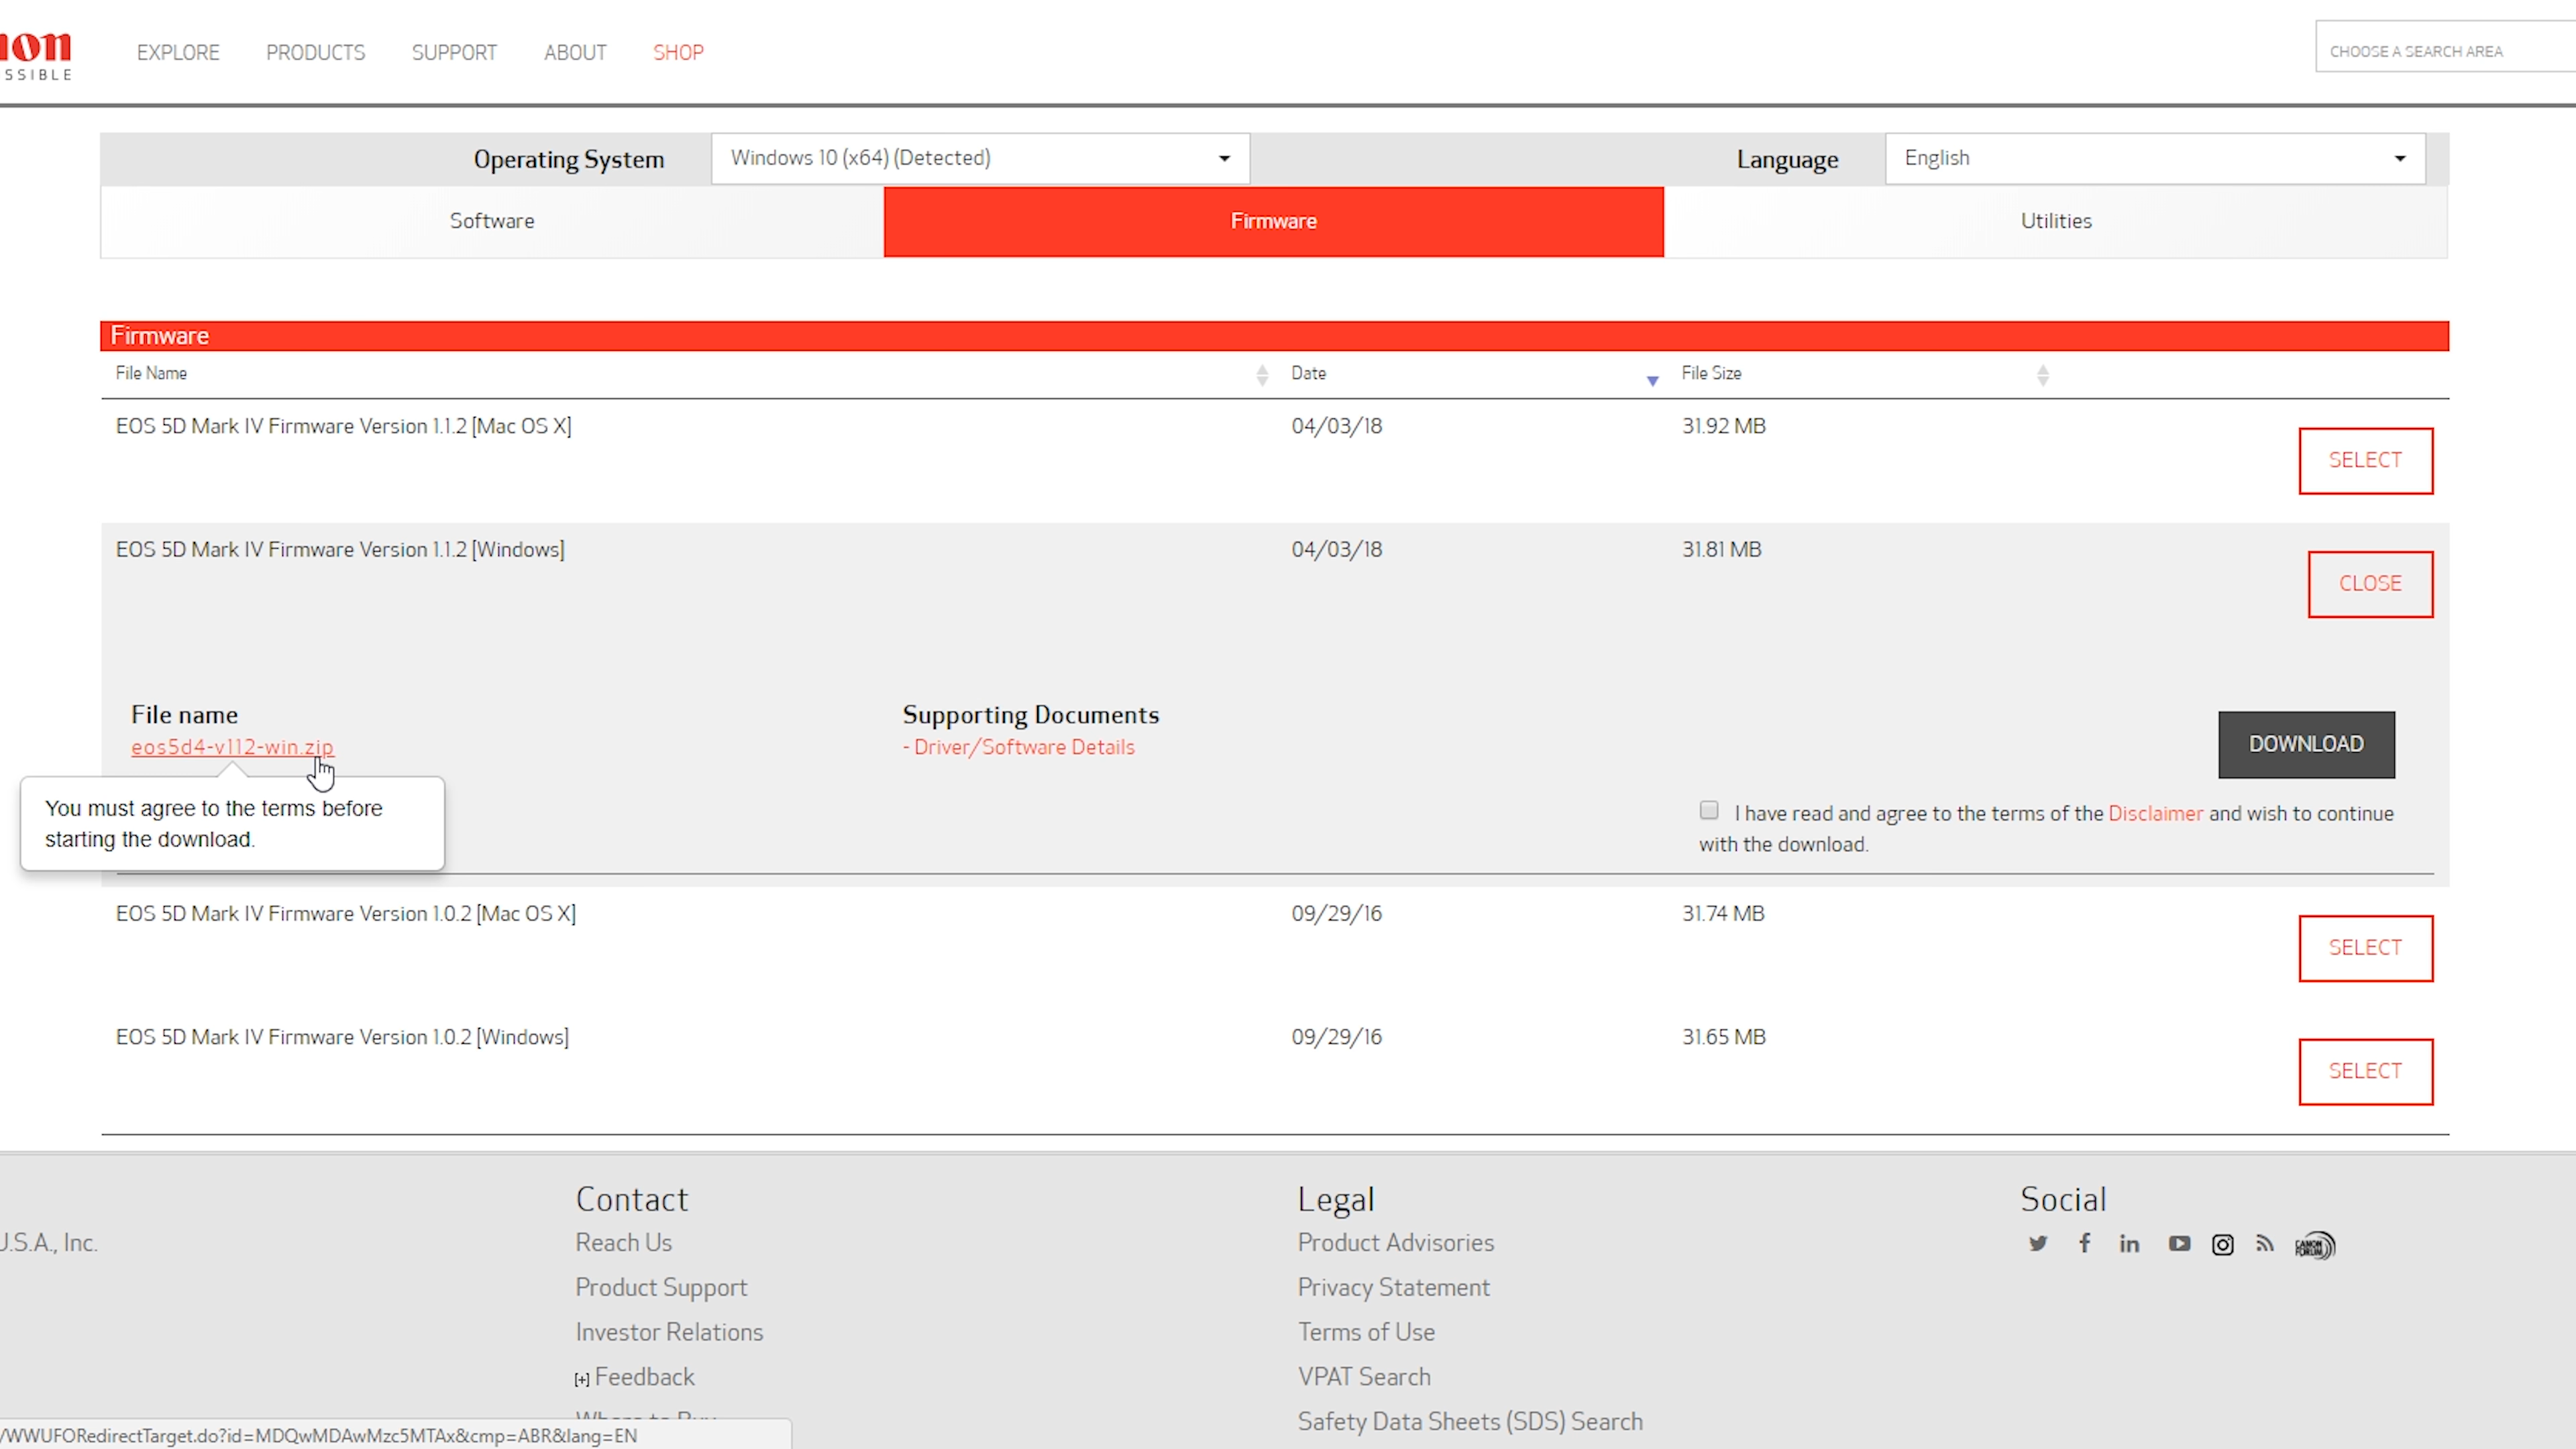 non
SSIBLE
EXPLORE PRODUCTS SUPPORT ABOUT SHOP
CHOOSE A SEARCH AREA
Operating System Windows 10 (x64) (Detected) Language English
Software Firmware Utilities
Firmware
File Name Date File Size
EOS 5D Mark IV Firmware Version 1.1.2 [Mac OS X] 04/03/18 31.92 MB
SELECT
EOS 5D Mark IV Firmware Version 1.1.2 [Windows] 04/03/18 31.81 MB
CLOSE
File name Supporting Documents
eos5d4-v112-win.zip - Driver/Software Details DOWNLOAD
You must agree to the terms before
starting the download.
I have read and agree to the terms of the Disclaimer and wish to continue
with the download.
EOS 5D Mark IV Firmware Version 1.0.2 [Mac OS X] 09/29/16 31.74 MB
SELECT
EOS 5D Mark IV Firmware Version 1.0.2 [Windows] 09/29/16 31.65 MB
SELECT
Contact Legal Social
U.S.A., Inc. Reach Us Product Advisories
CANON
FORUM
Product Support Privacy Statement
Investor Relations Terms of Use
[+] Feedback VPAT Search
Where to Buy Safety Data Sheets (SDS) Search
/WWUFORedirectTarget.do?id=MDQwMDAwMzc5MTAx&cmp=ABR&lang=EN